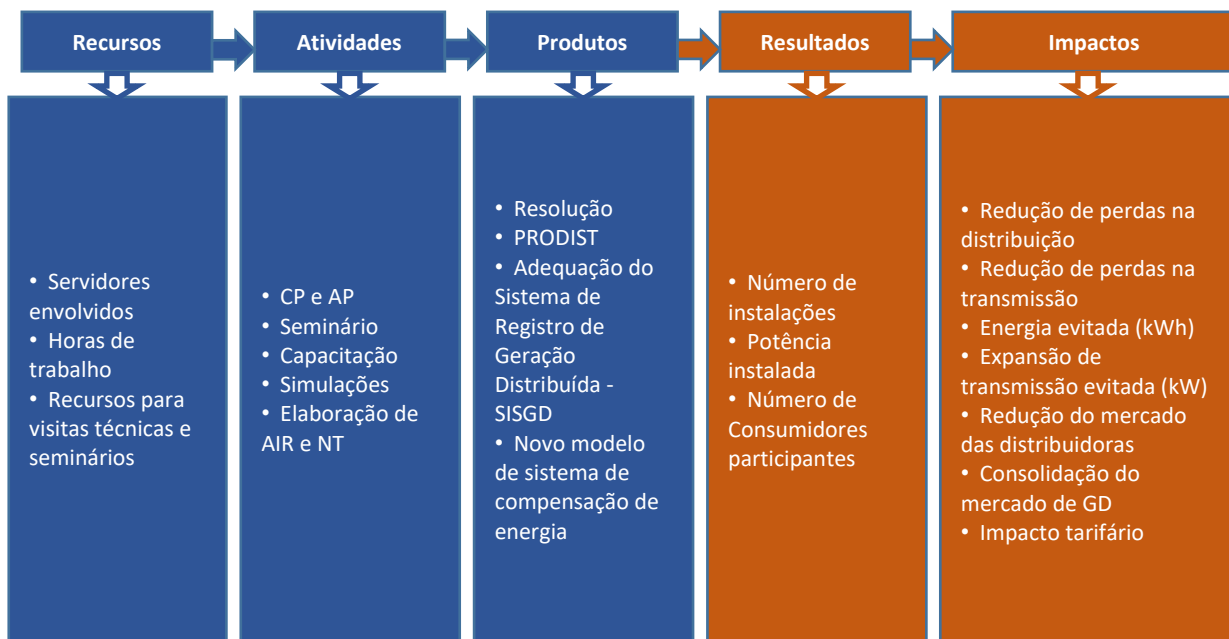 Recursos
Atividades
Produtos
Resultados
Impactos
• Servidores
envolvidos
• Horas de
trabalho
• Recursos para
visitas técnicas e
seminários
• CP e AP
• Seminário
• Capacitação
• Simulações
• Elaboração de
AIR e NT
• Resolução
• PRODIST
• Adequação do
Sistema de
Registro de
Geração
Distribuída -
SISGD
• Novo modelo
de sistema de
compensação de
energia
• Número de
instalações
• Potência
instalada
• Número de
Consumidores
participantes
• Redução de perdas na
distribuição
• Redução de perdas na
transmissão
• Energia evitada (kWh)
• Expansão de
transmissão evitada (kW)
• Redução do mercado
das distribuidoras
• Consolidação do
mercado de GD
• Impacto tarifário